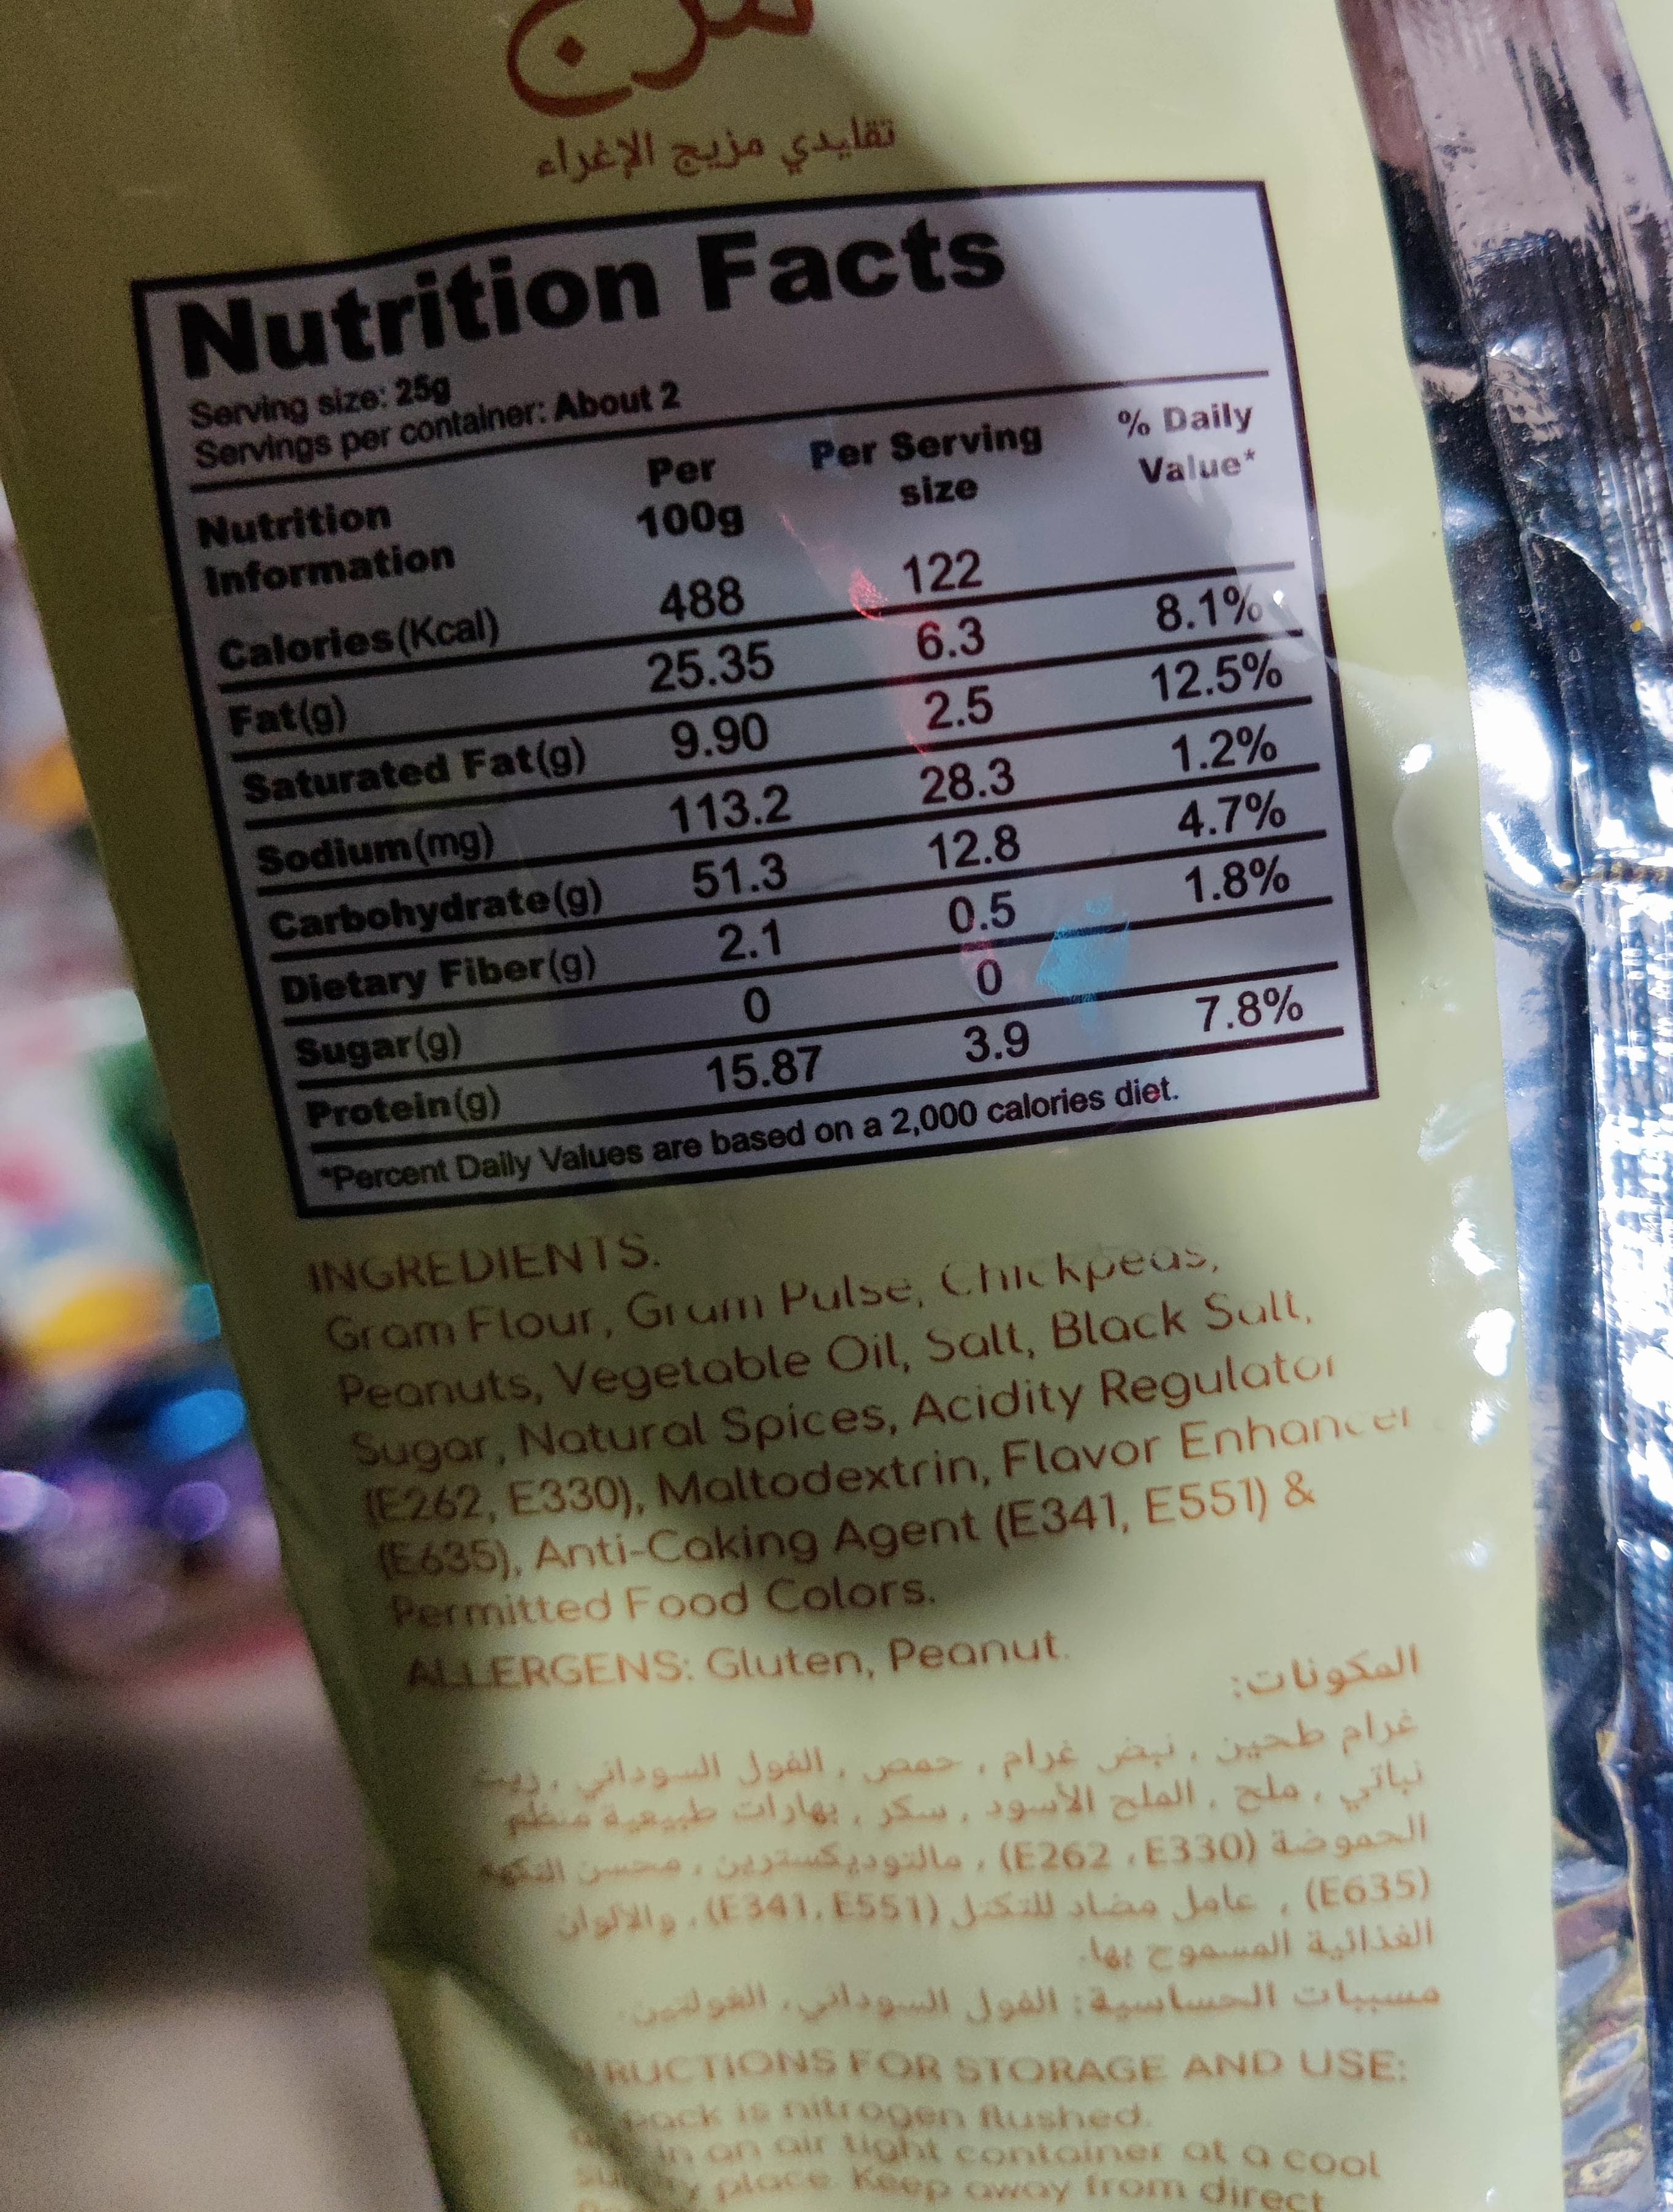 تقليدي مزيج الإغراء
Nutrition Facts
Serving size: 25g
Servings per container: About 2
Nutrition Information Per 100g Per Serving size % Daily Value*
Calories(Kcal) 488 122
Fat(g) 25.35 6.3 8.1%
Saturated Fat(g) 9.90 2.5 12.5%
Sodium(mg) 113.2 28.3 1.2%
Carbohydrate(g) 51.3 12.8 4.7%
Dietary Fiber(g) 2.1 0.5 1.8%
Sugar(g) 0 0
Protein(g) 15.87 3.9 7.8%
*Percent Daily Values are based on a 2,000 calories diet.
INGREDIENTS:
Gram Flour, Gram Pulse, Chickpeas,
Peanuts, Vegetable Oil, Salt, Black Salt,
Sugar, Natural Spices, Acidity Regulator
(E262, E330), Maltodextrin, Flavor Enhancer
(E635), Anti-Caking Agent (E341, E551) &
Permitted Food Colors.
ALLERGENS: Gluten, Peanut.
المكونات:
غرام طحين , نبض غرام , حمص , الفول السوداني , زيت
نباتي , ملح , الملح الأسود , سكر , بهارات طبيعية منظم
الحموضة (E262 , E330) , مالتوديكسترين , محسن النكهة
(E635) , عامل مضاد للتكتل (E341, E551), والألوان
الغذائية المسموح بها.
مسببات الحساسية: الفول السوداني,
RUCTIONS FOR STORAGE AND USE:
pack is nitrogen flushed.
in an air tight container at a cool
place. Keep away from direct